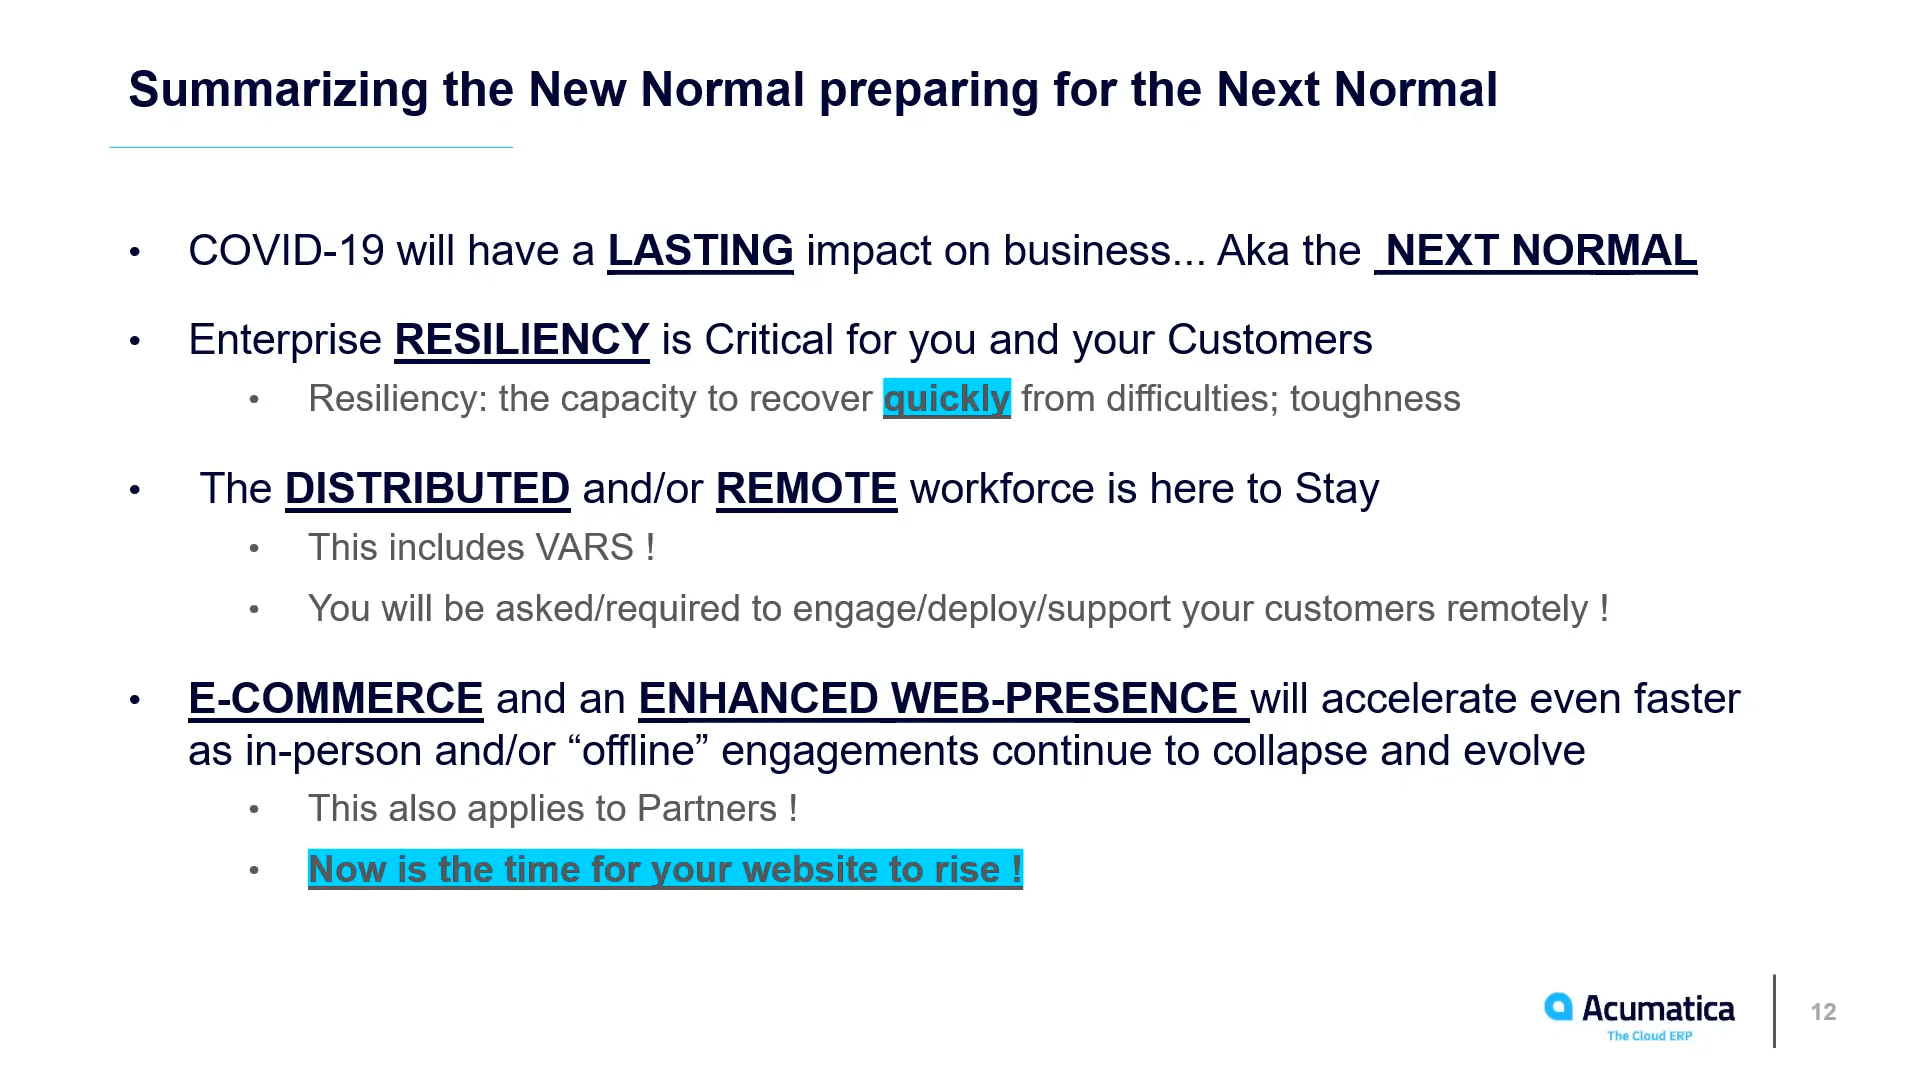 Summarizing the New Normal preparing for the Next Normal
• COVID-19 will have a LASTING impact on business... Aka the NEXT NORMAL
• Enterprise RESILIENCY is Critical for you and your Customers
• Resiliency: the capacity to recover quickly from difficulties; toughness
• The DISTRIBUTED and/or REMOTE workforce is here to Stay
• This includes VARS !
• You will be asked/required to engage/deploy/support your customers remotely !
• E-COMMERCE and an ENHANCED WEB-PRESENCE will accelerate even faster
as in-person and/or “offline” engagements continue to collapse and evolve
• This also applies to Partners !
• Now is the time for your website to rise !
Acumatica
The Cloud ERP
12